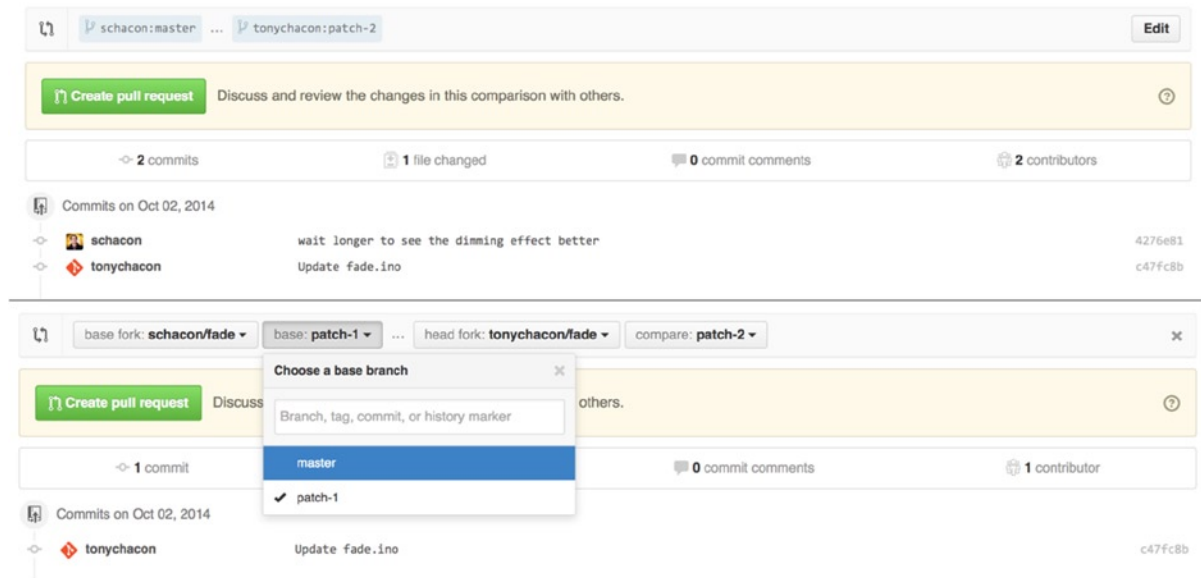 schacon:master ... tonychacon:patch-2 Edit
Create pull request Discuss and review the changes in this comparison with others.
2 commits 1 file changed 0 commit comments 2 contributors
Commits on Oct 02, 2014
schacon wait longer to see the dimming effect better 4276e81
tonychacon Update fade.ino c47fc8b
base fork: schacon/fade base: patch-1 ... head fork: tonychacon/fade compare: patch-2
Choose a base branch
Create pull request Discuss others.
Branch, tag, commit, or history marker
master
1 commit 0 commit comments 1 contributor
patch-1
Commits on Oct 02, 2014
tonychacon Update fade.ino c47fc8b